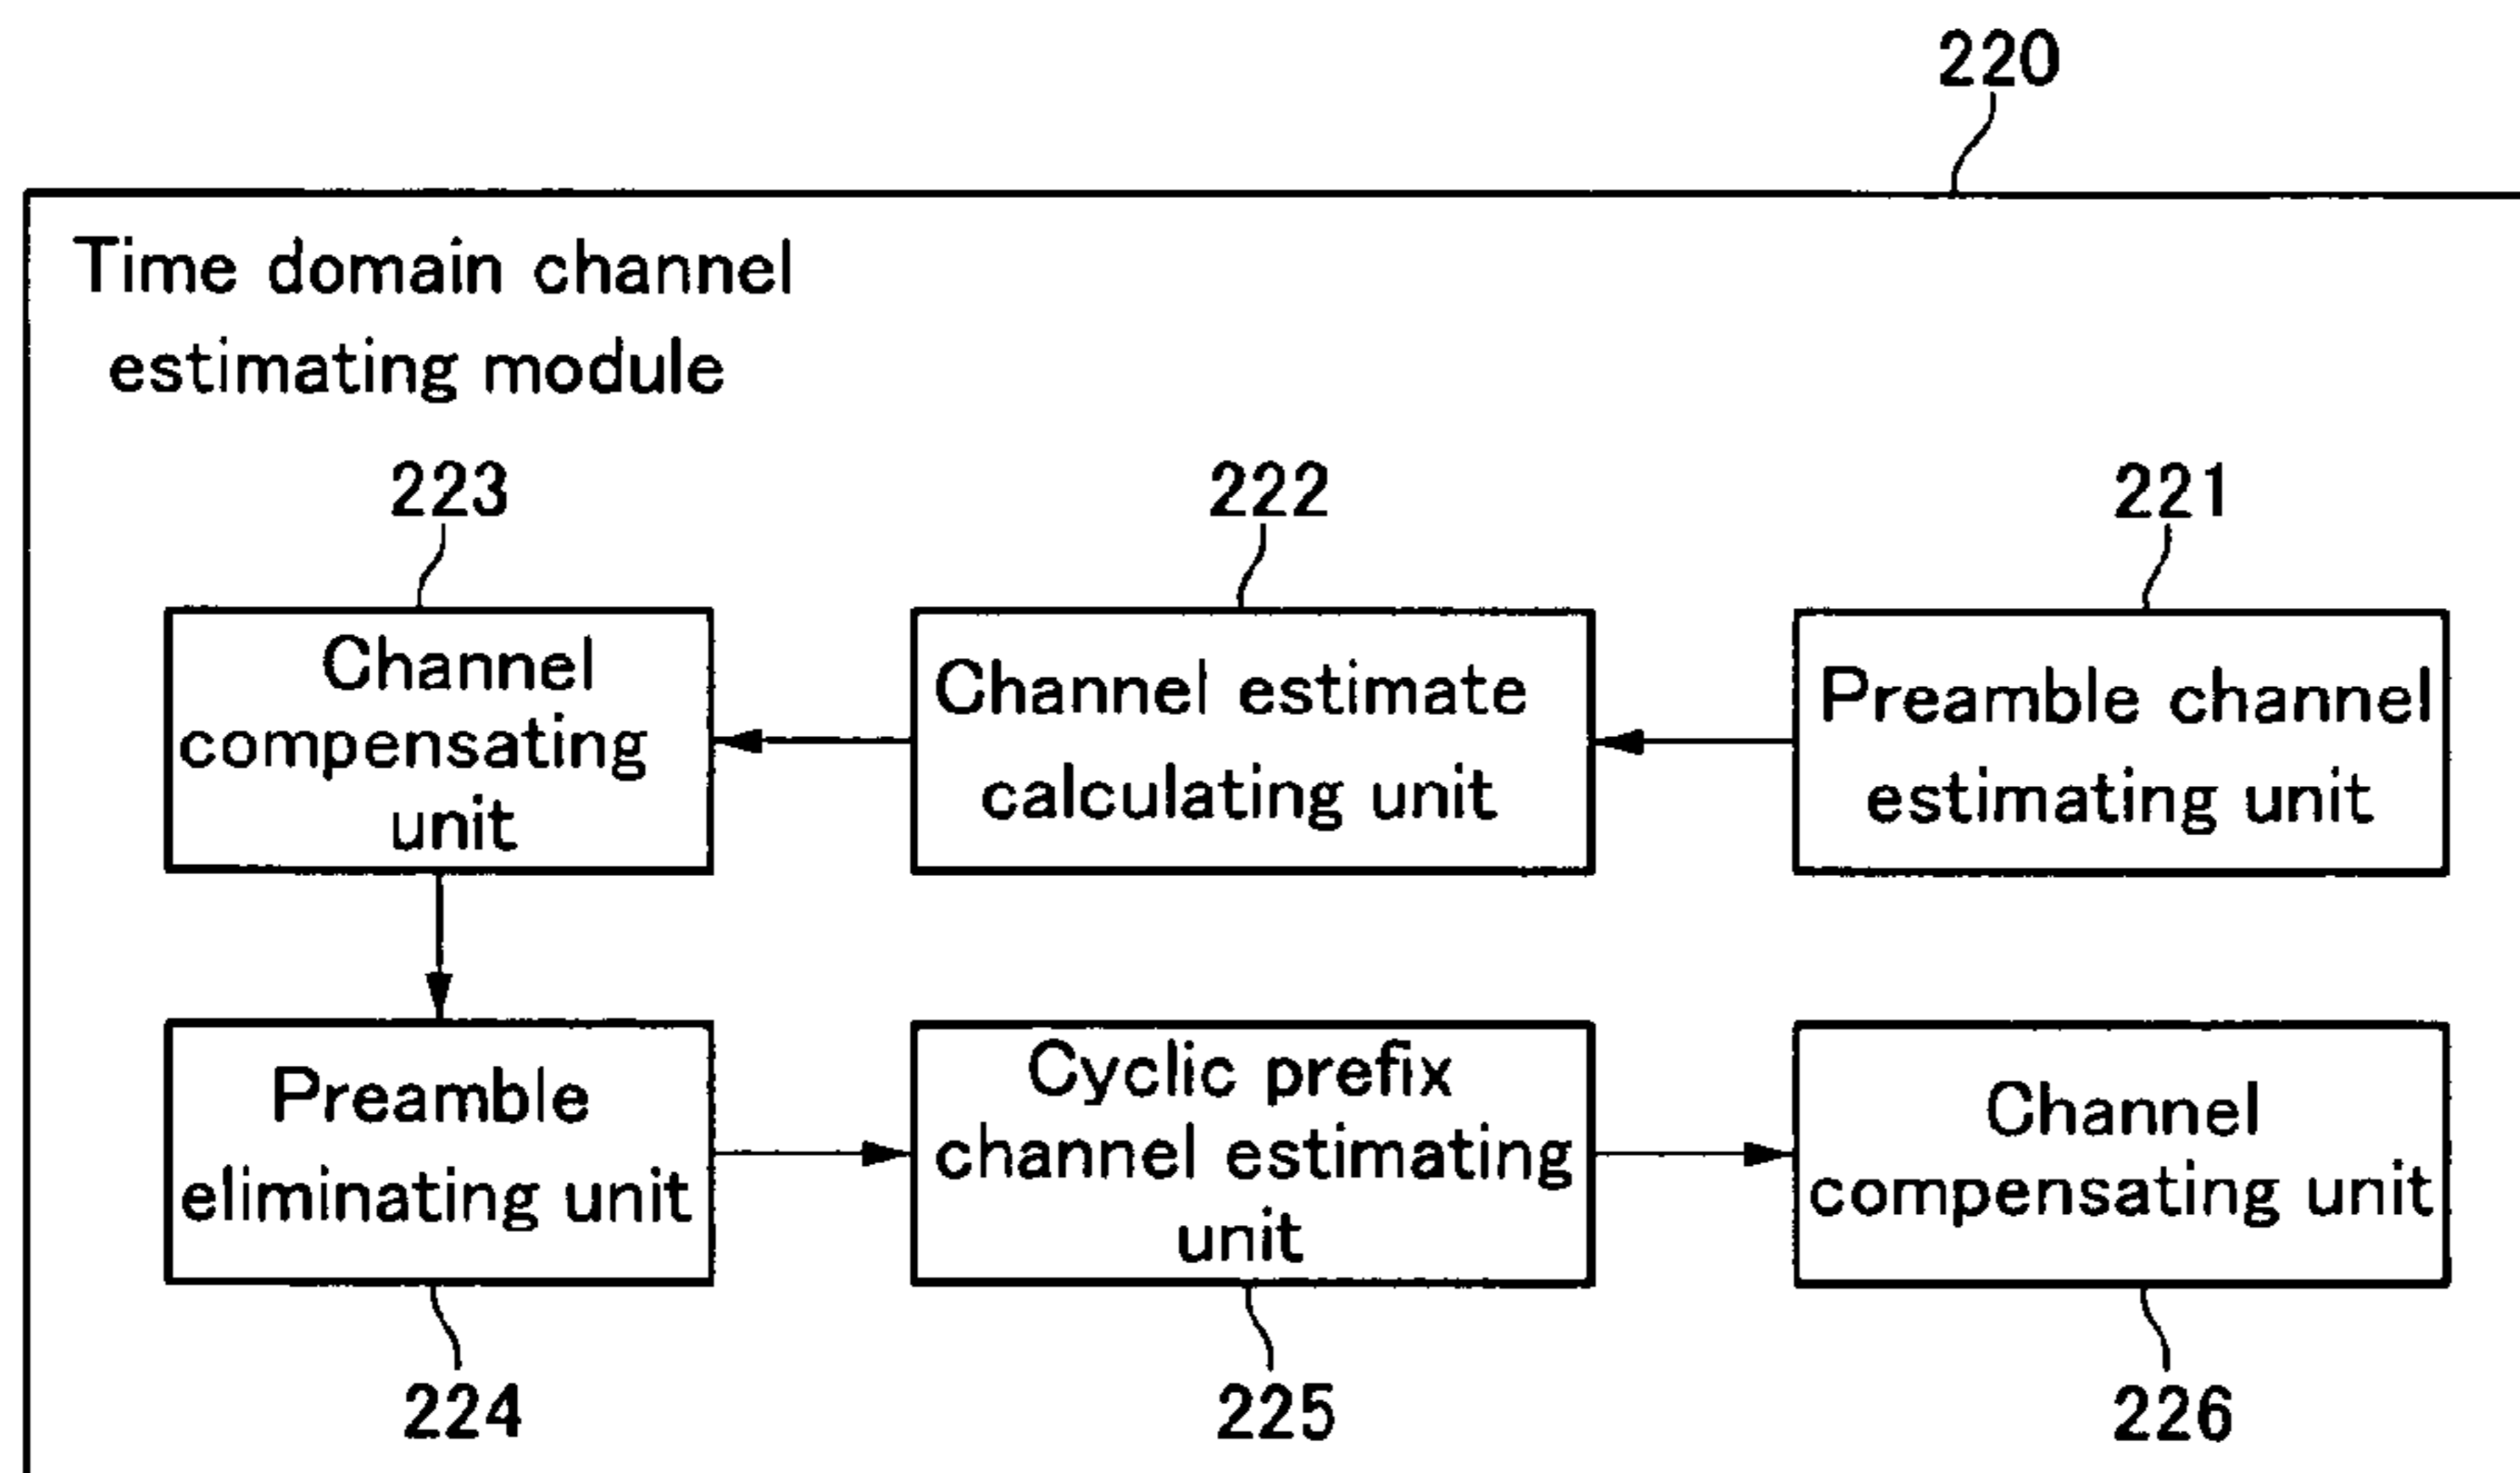 220
Time domain channel
estimating module
223
222
221
Channel
compensating
unit
Channel estimate
calculating unit
Preamble channel
estimating unit
Preamble
eliminating unit
Cyclic prefix
channel estimating
unit
Channel
compensating unit
224
225
226